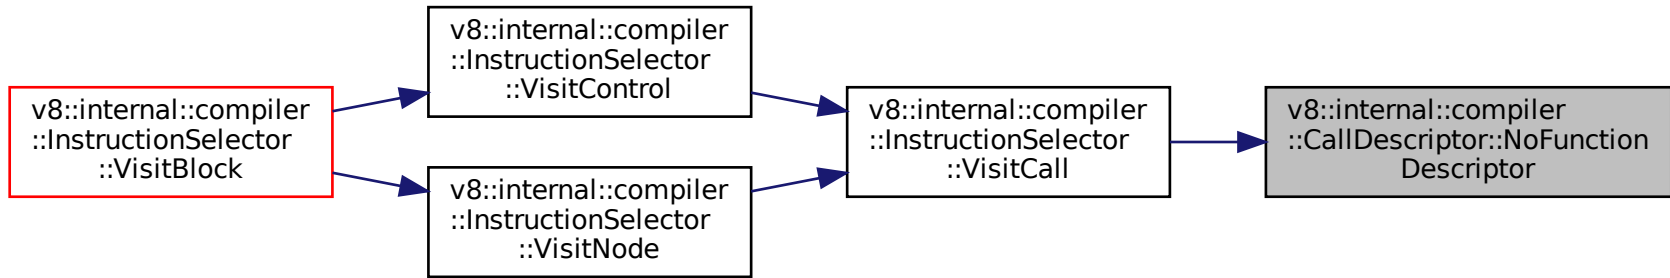 v8::internal::compiler
::InstructionSelector
::VisitBlock
v8::internal::compiler
::InstructionSelector
::VisitControl
v8::internal::compiler
::InstructionSelector
::VisitNode
v8::internal::compiler
::InstructionSelector
::VisitCall
v8::internal::compiler
::CallDescriptor::NoFunction
Descriptor